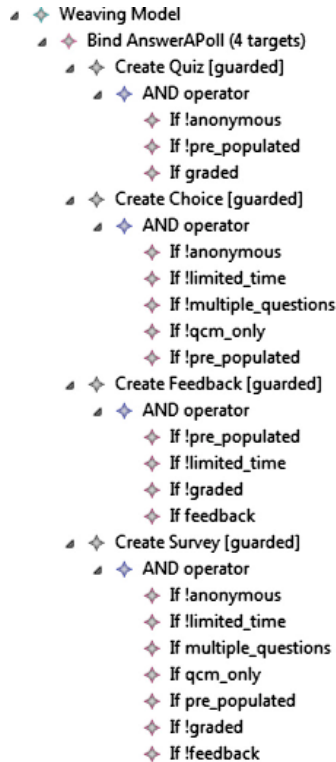 Weaving Model
Bind AnswerAPoll (4 targets)
Create Quiz [guarded]
AND operator
If !anonymous
If !pre_populated
If graded
Create Choice [guarded]
AND operator
If !anonymous
If !limited_time
If !multiple_questions
If !qcm_only
If !pre_populated
Create Feedback [guarded]
AND operator
If !pre_populated
If !limited_time
If !graded
If feedback
Create Survey [guarded]
AND operator
If !anonymous
If !limited_time
If multiple_questions
If qcm_only
If pre_populated
If !graded
If !feedback